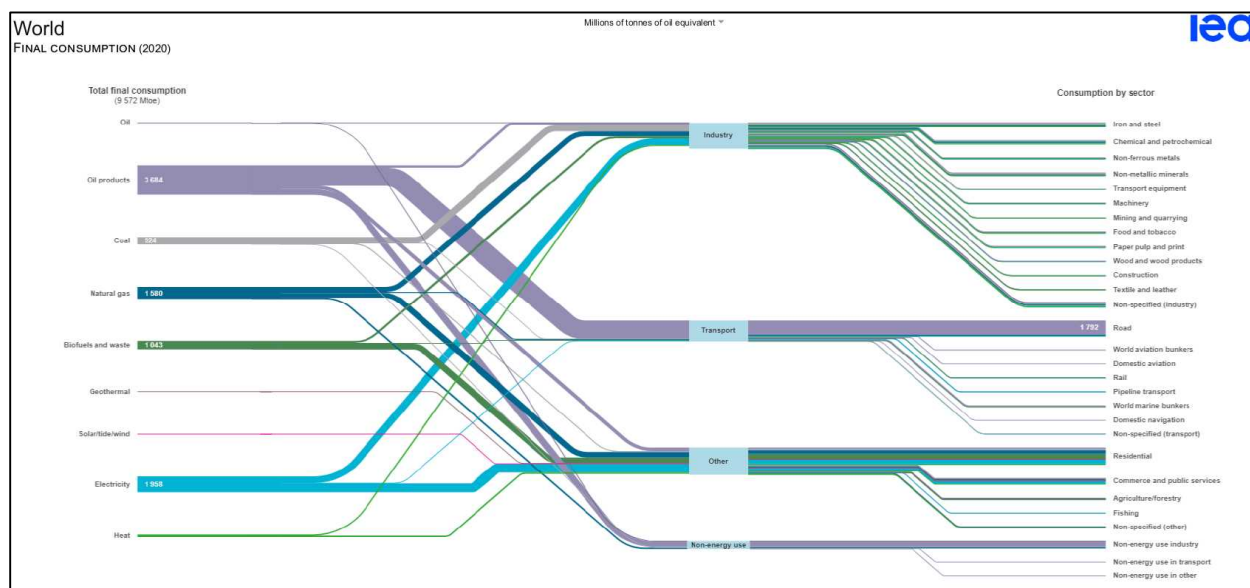 World
Millions of tonnes of oil equivalent
iea
FINAL CONSUMPTION (2020)
Total final consumption
(9 572 Mtoe)
Consumption by sector
Oil
Oil products
3 684
Coal
924
Natural gas
1 580
Biofuels and waste
1 043
Geothermal
Solar/tide/wind
Electricity
1 958
Heat
Industry
Transport
Other
Non-energy use
Iron and steel
Chemical and petrochemical
Non-ferrous metals
Non-metallic minerals
Transport equipment
Machinery
Mining and quarrying
Food and tobacco
Paper pulp and print
Wood and wood products
Construction
Textile and leather
Non-specified (industry)
1 792
Road
World aviation bunkers
Domestic aviation
Rail
Pipeline transport
World marine bunkers
Domestic navigation
Non-specified (transport)
Residential
Commerce and public services
Agriculture/forestry
Fishing
Non-specified (other)
Non-energy use industry
Non-energy use in transport
Non-energy use in other